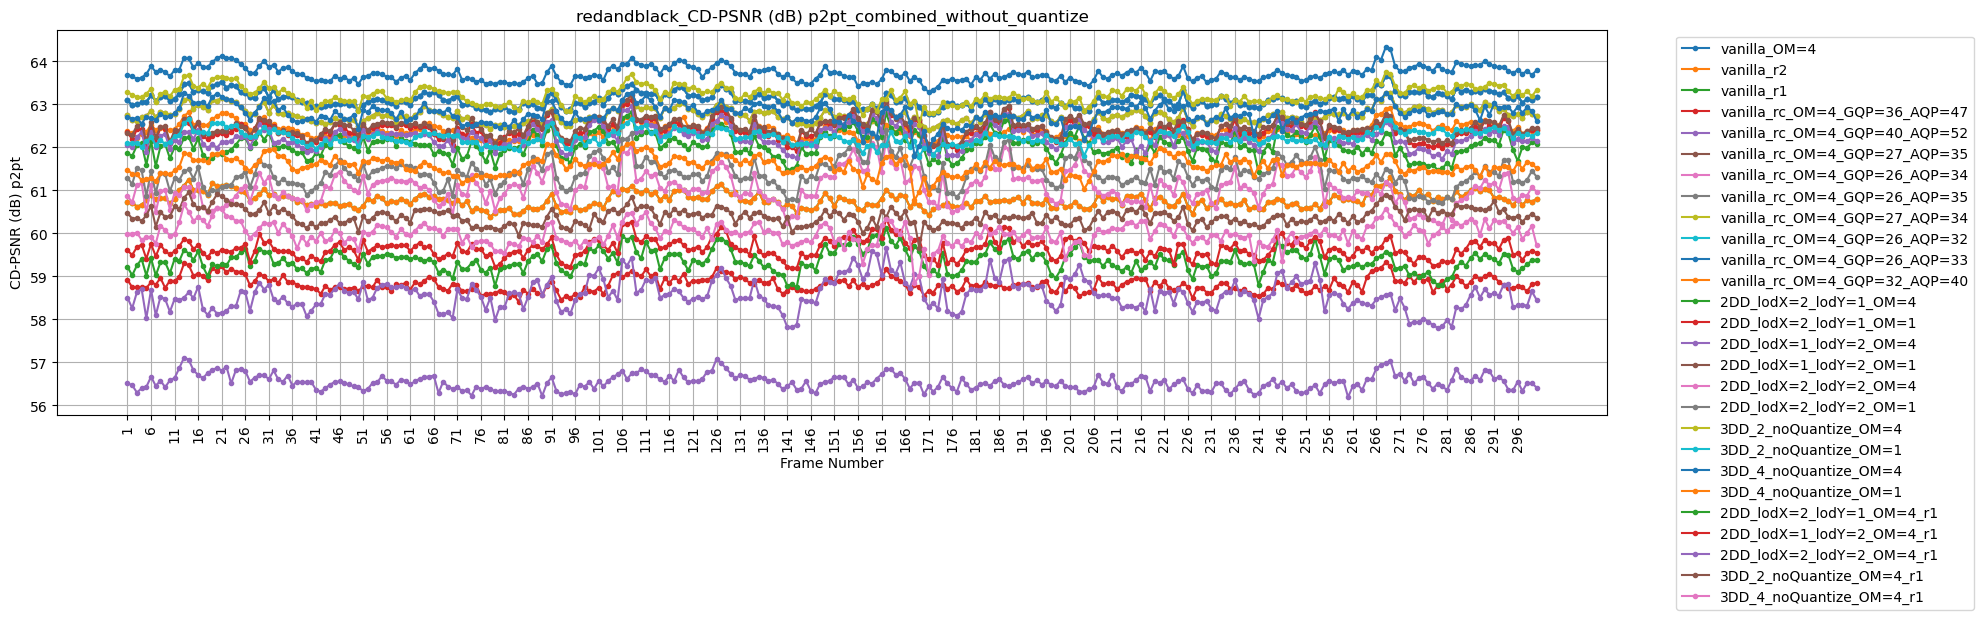 redandblack_CD-PSNR (dB) p2pt_combined_without_quantize
CD-PSNR (dB) p2pt
64
63
62
61
60
59
58
57
56
1 6 11 16 21 26 31 36 41 46 51 56 61 66 71 76 81 86 91 96 101 106 111 116 121 126 131 136 141 146 151 156 161 166 171 176 181 186 191 196 201 206 211 216 221 226 231 236 241 246 251 256 261 266 271 276 281 286 291 296
Frame Number
vanilla_OM=4
vanilla_r2
vanilla_r1
vanilla_rc_OM=4_GQP=36_AQP=47
vanilla_rc_OM=4_GQP=40_AQP=52
vanilla_rc_OM=4_GQP=27_AQP=35
vanilla_rc_OM=4_GQP=26_AQP=34
vanilla_rc_OM=4_GQP=26_AQP=35
vanilla_rc_OM=4_GQP=27_AQP=34
vanilla_rc_OM=4_GQP=26_AQP=32
vanilla_rc_OM=4_GQP=26_AQP=33
vanilla_rc_OM=4_GQP=32_AQP=40
2DD_lodX=2_lodY=1_OM=4
2DD_lodX=2_lodY=1_OM=1
2DD_lodX=1_lodY=2_OM=4
2DD_lodX=1_lodY=2_OM=1
2DD_lodX=2_lodY=2_OM=4
2DD_lodX=2_lodY=2_OM=1
3DD_2_noQuantize_OM=4
3DD_2_noQuantize_OM=1
3DD_4_noQuantize_OM=4
3DD_4_noQuantize_OM=1
2DD_lodX=2_lodY=1_OM=4_r1
2DD_lodX=1_lodY=2_OM=4_r1
2DD_lodX=2_lodY=2_OM=4_r1
3DD_2_noQuantize_OM=4_r1
3DD_4_noQuantize_OM=4_r1